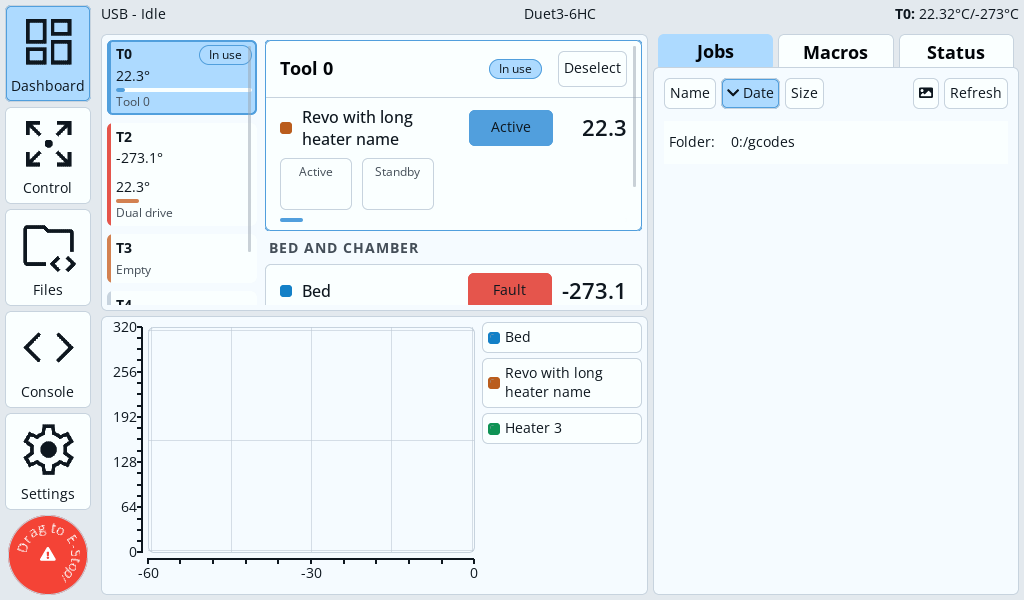 USB - Idle
Duet3-6HC
T0: 22.32°C/-273°C
Dashboard
Control
Files
Console
Settings
Drag to E-Stop!
T0
In use
22.3°
Tool 0
T2
-273.1°
22.3°
Dual drive
T3
Empty
T4
Tool 0
In use
Deselect
Revo with long
heater name
Active
22.3
Active
Standby
BED AND CHAMBER
Bed
Fault
-273.1
320
256
192
128
64
0
-60
-30
0
Bed
Revo with long
heater name
Heater 3
Jobs
Macros
Status
Name
Date
Size
Refresh
Folder: 0:/gcodes